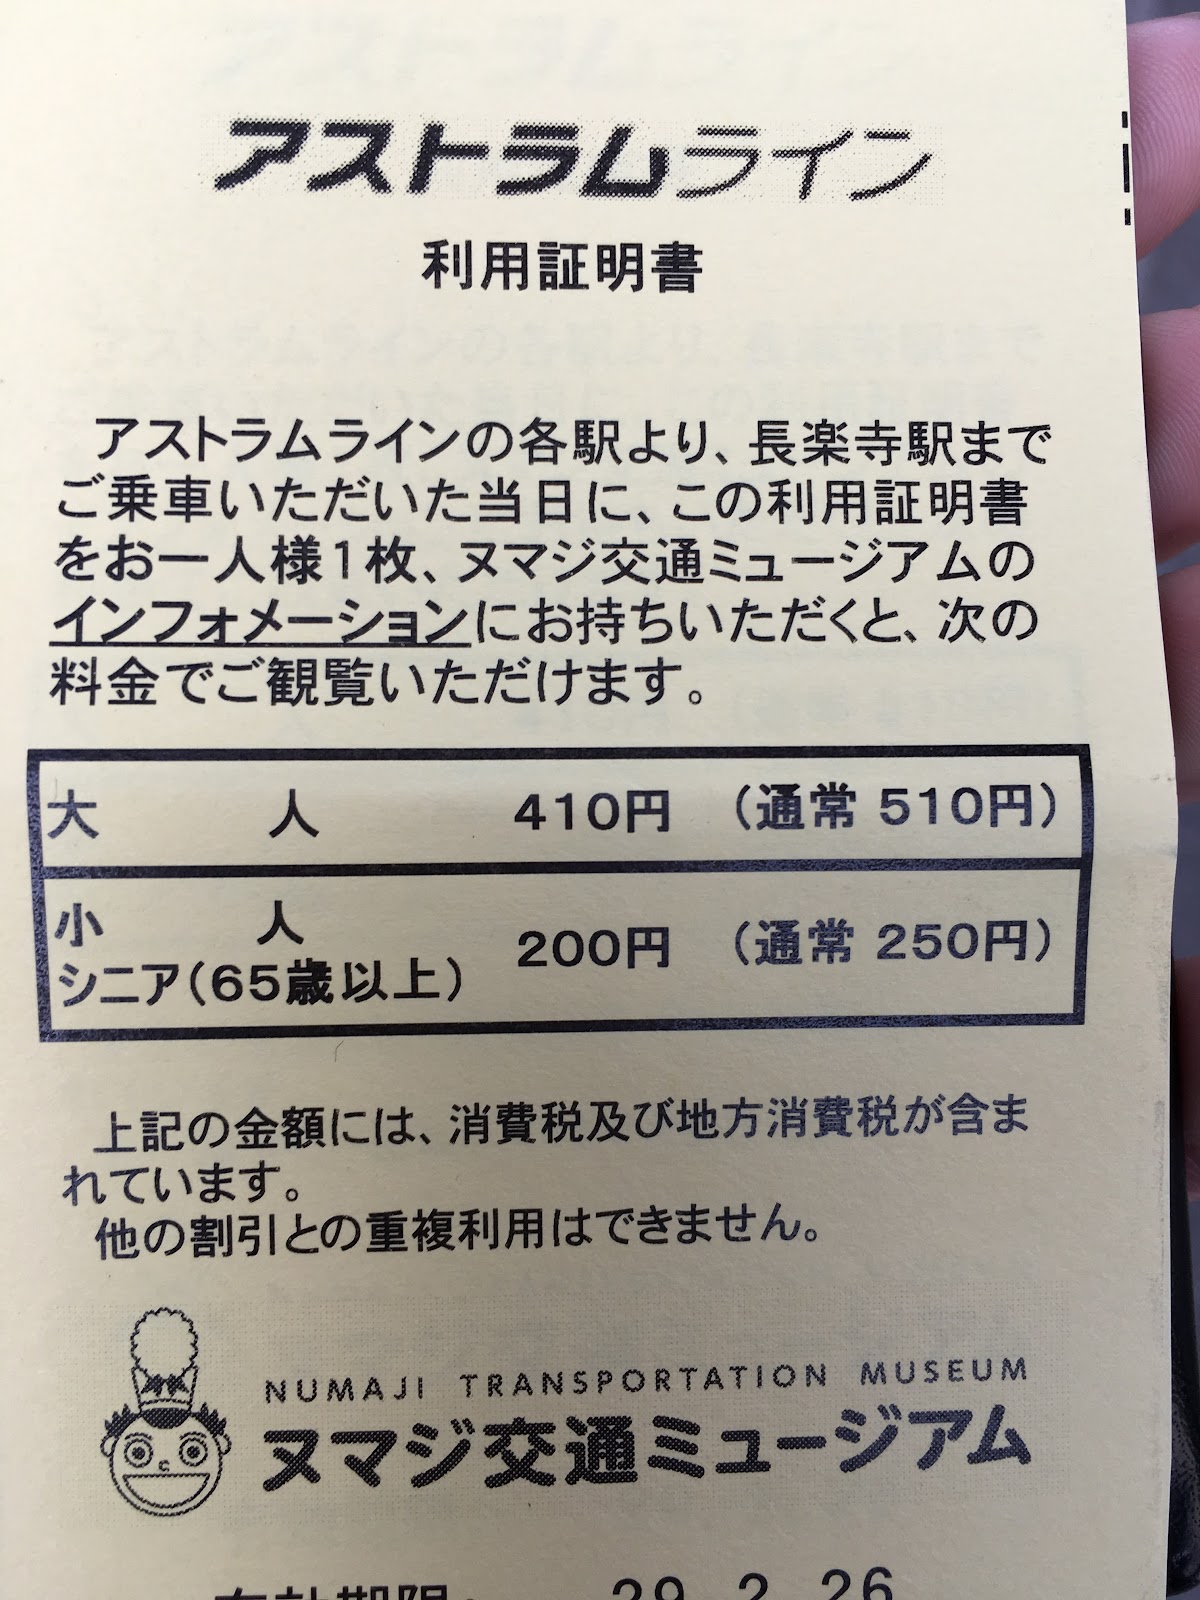 アストラムライン
利用証明書
アストラムラインの各駅より、長楽寺駅まで
ご乗車いただいた当日に、この利用証明書
をお一人様1枚、ヌマジ交通ミュージアムの
インフォメーションにお持ちいただくと、次の
料金でご観覧いただけます。
大 人 410円 (通常 510円)
小 人
シニア(65歳以上) 200円 (通常 250円)
上記の金額には、消費税及び地方消費税が含ま
れています。
他の割引との重複利用はできません。
NUMAJI TRANSPORTATION MUSEUM
ヌマジ交通ミュージアム
有効期限: 29. 2. 26